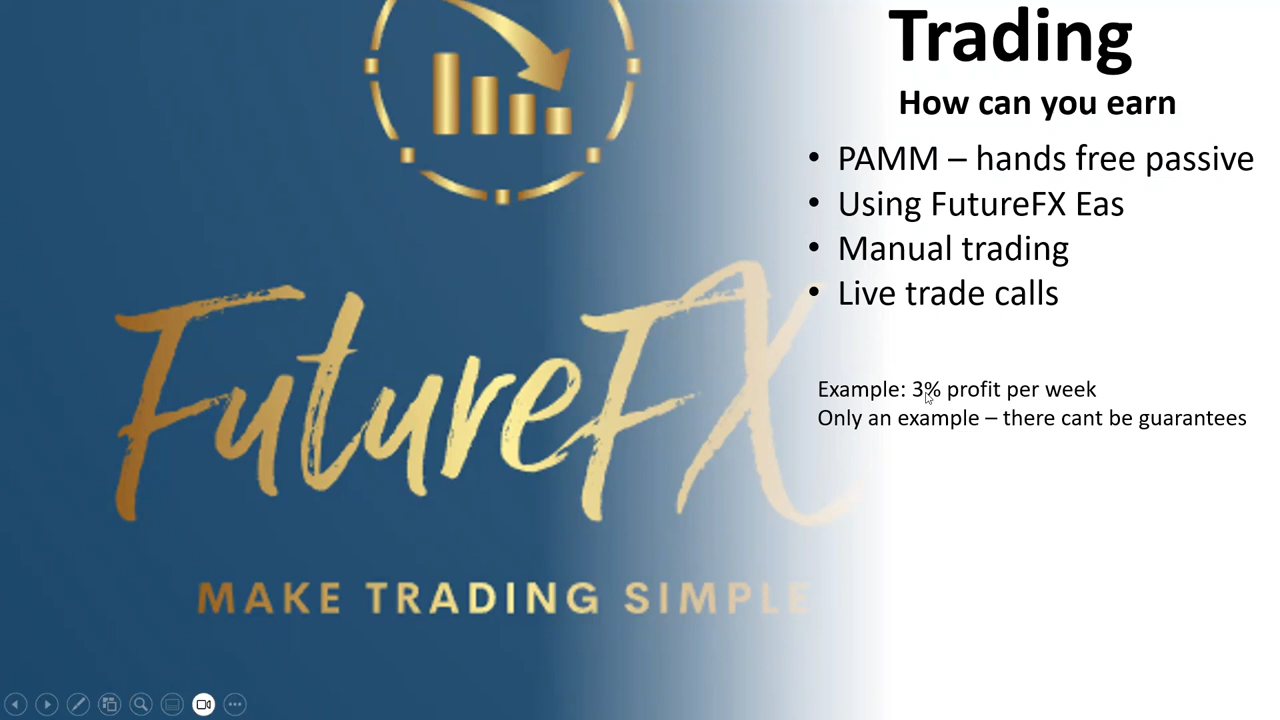 Trading
How can you earn
• PAMM – hands free passive
• Using FutureFX Eas
• Manual trading
• Live trade calls
Example: 3% profit per week
Only an example – there cant be guarantees
FutureFX
MAKE TRADING SIMPLE